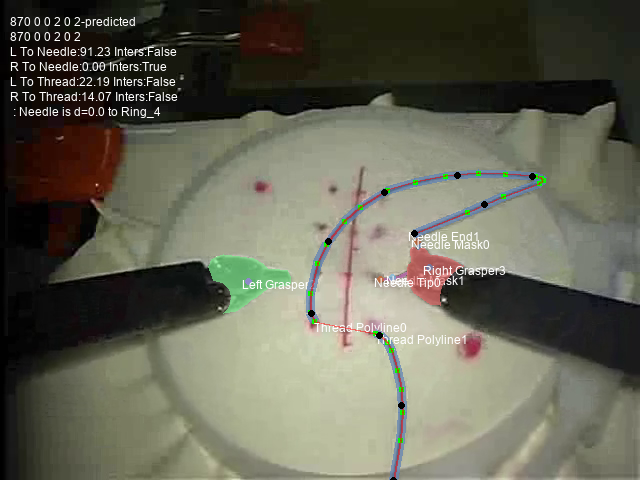 870 0 0 2 0 2-predicted
870 0 0 2 0 2
L To Needle:91.23 Inters:False
R To Needle:0.00 Inters:True
L To Thread:22.19 Inters:False
R To Thread:14.07 Inters:False
: Needle is d=0.0 to Ring_4
Needle End1
Needle Mask0
Right Grasper3
Needle Tip0
Left Grasper
Thread Polyline0
Thread Polyline1